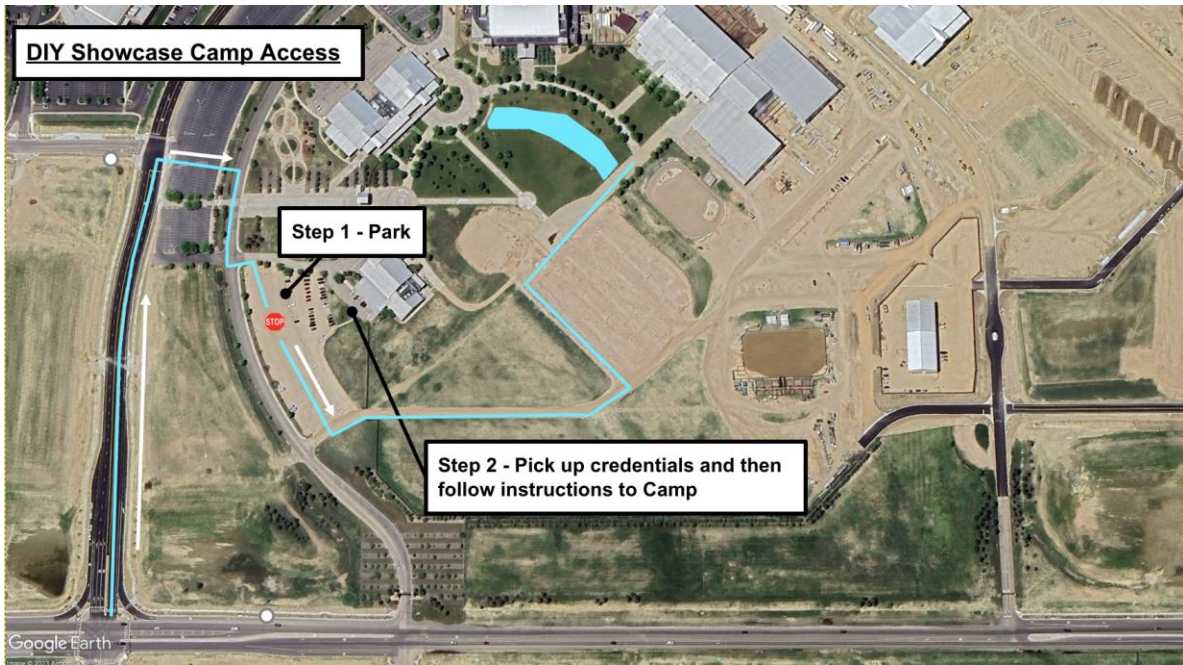 DIY Showcase Camp Access
Step 1 - Park
STOP
Step 2 - Pick up credentials and then
follow instructions to Camp
Google Earth